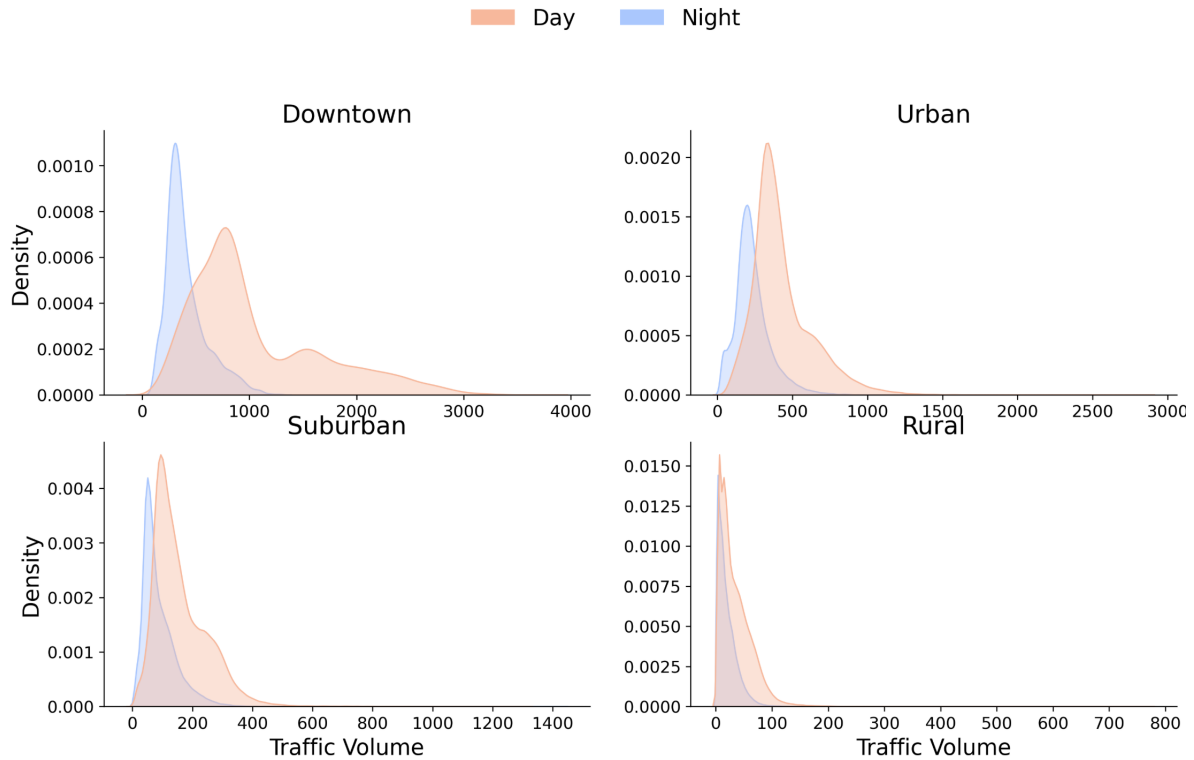 Day Night
Downtown
Density
0.0010
0.0008
0.0006
0.0004
0.0002
0.0000
0 1000 2000 3000 4000
Urban
0.0020
0.0015
0.0010
0.0005
0.0000
0 500 1000 1500 2000 2500 3000
Suburban
Density
0.004
0.003
0.002
0.001
0.000
0 200 400 600 800 1000 1200 1400
Traffic Volume
Rural
0.0150
0.0125
0.0100
0.0075
0.0050
0.0025
0.0000
0 100 200 300 400 500 600 700 800
Traffic Volume